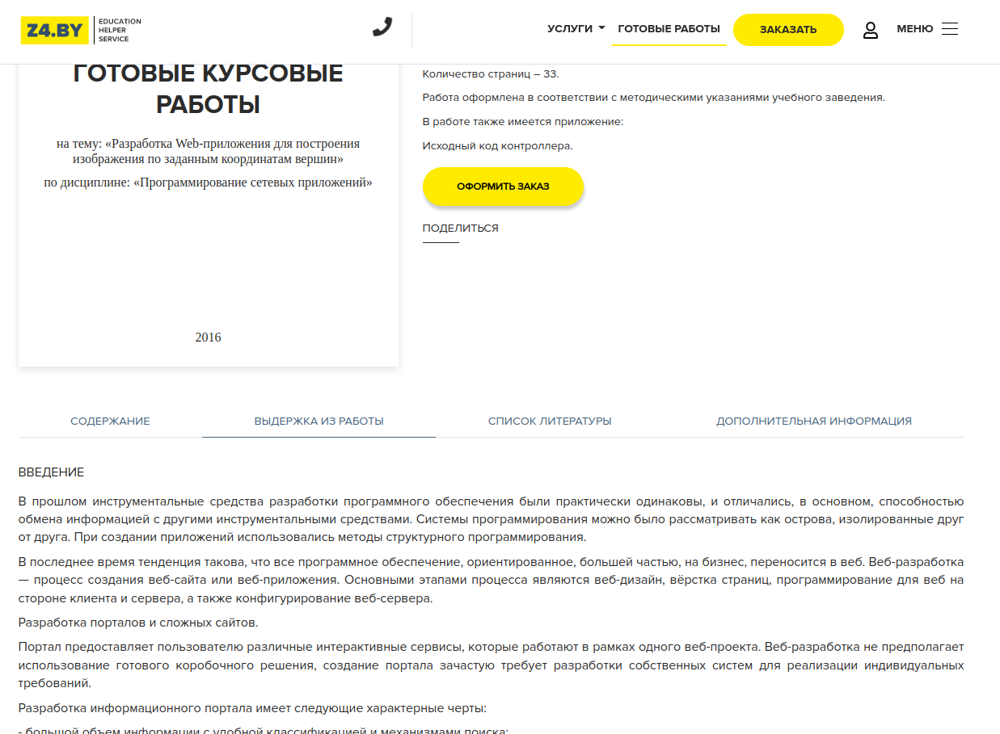 Z4.BY
EDUCATION
HELPER
SERVICE
УСЛУГИ
ГОТОВЫЕ РАБОТЫ
ЗАКАЗАТЬ
МЕНЮ
ГОТОВЫЕ КУРСОВЫЕ
РАБОТЫ
на тему: «Разработка Web-приложения для построения
изображения по заданным координатам вершин»
по дисциплине: «Программирование сетевых приложений»
2016
Количество страниц – 33.
Работа оформлена в соответствии с методическими указаниями учебного заведения.
В работе также имеется приложение:
Исходный код контроллера.
ОФОРМИТЬ ЗАКАЗ
ПОДЕЛИТЬСЯ
СОДЕРЖАНИЕ
ВЫДЕРЖКА ИЗ РАБОТЫ
СПИСОК ЛИТЕРАТУРЫ
ДОПОЛНИТЕЛЬНАЯ ИНФОРМАЦИЯ
ВВЕДЕНИЕ
В прошлом инструментальные средства разработки программного обеспечения были практически одинаковы, и отличались, в основном, способностью
обмена информацией с другими инструментальными средствами. Системы программирования можно было рассматривать как острова, изолированные друг
от друга. При создании приложений использовались методы структурного программирования.
В последнее время тенденция такова, что все программное обеспечение, ориентированное, большей частью, на бизнес, переносится в веб. Веб-разработка
— процесс создания веб-сайта или веб-приложения. Основными этапами процесса являются веб-дизайн, вёрстка страниц, программирование для веб на
стороне клиента и сервера, а также конфигурирование веб-сервера.
Разработка порталов и сложных сайтов.
Портал предоставляет пользователю различные интерактивные сервисы, которые работают в рамках одного веб-проекта. Веб-разработка не предполагает
использование готового коробочного решения, создание портала зачастую требует разработки собственных систем для реализации индивидуальных
требований.
Разработка информационного портала имеет следующие характерные черты:
- большой объем информации с удобной классификацией и механизмами поиска;